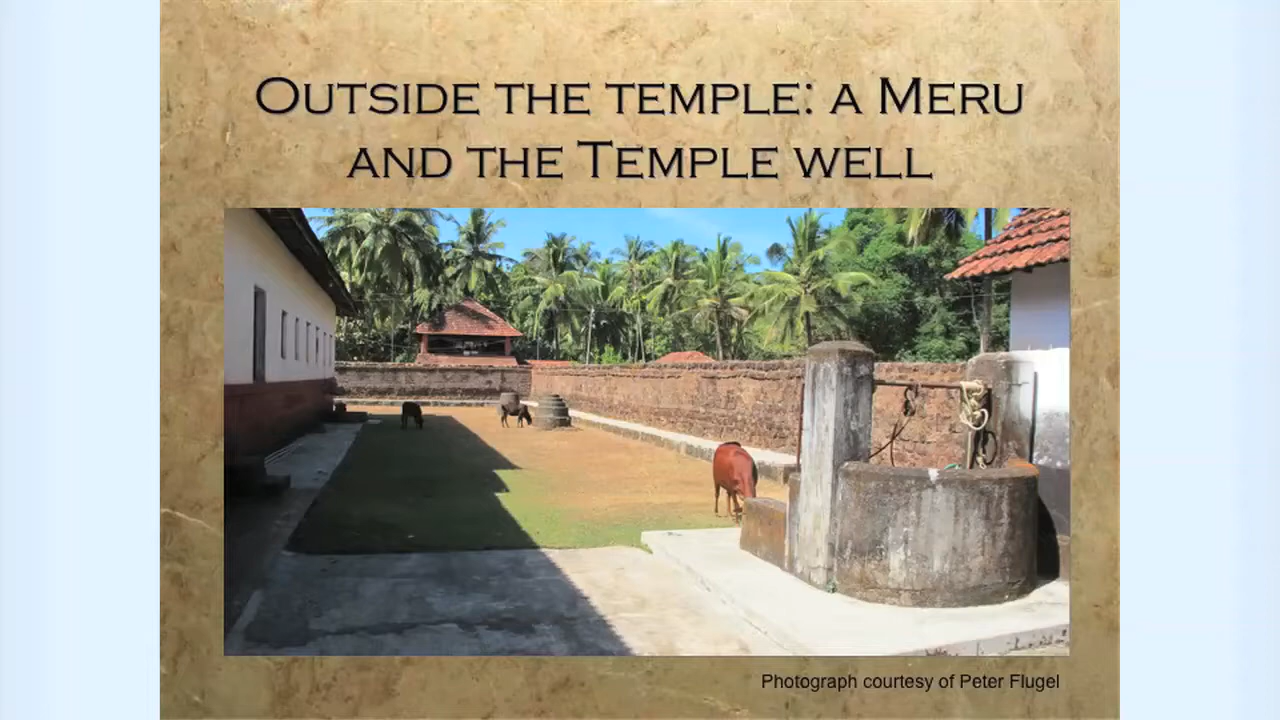 Outside the temple: a Meru
and the Temple well
Photograph courtesy of Peter Flugel